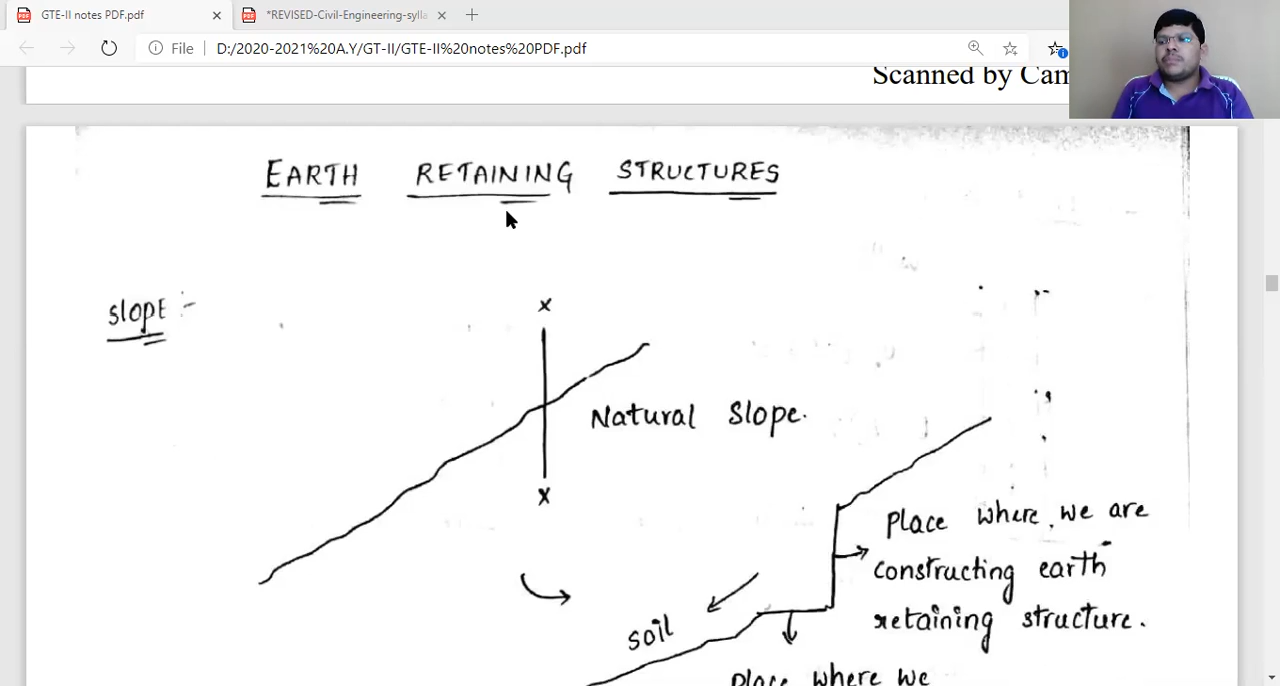 GTE-II notes PDF.pdf
*REVISED-Civil-Engineering-sylla
File
D:/2020-2021%20A.Y/GT-II/GTE-II%20notes%20PDF.pdf
Scanned by Cam
EARTH RETAINING STRUCTURES
Slope :-
x
Natural Slope.
x
Place where we are
constructing earth
retaining structure.
soil
place where we